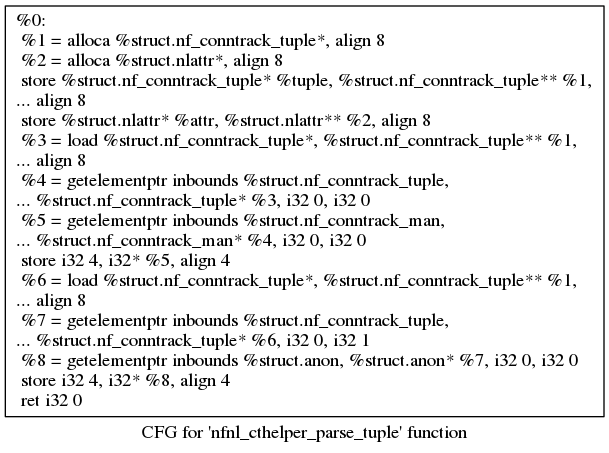 %0:
%1 = alloca %struct.nf_conntrack_tuple*, align 8
%2 = alloca %struct.nlattr*, align 8
store %struct.nf_conntrack_tuple* %tuple, %struct.nf_conntrack_tuple** %1,
... align 8
store %struct.nlattr* %attr, %struct.nlattr** %2, align 8
%3 = load %struct.nf_conntrack_tuple*, %struct.nf_conntrack_tuple** %1,
... align 8
%4 = getelementptr inbounds %struct.nf_conntrack_tuple,
... %struct.nf_conntrack_tuple* %3, i32 0, i32 0
%5 = getelementptr inbounds %struct.nf_conntrack_man,
... %struct.nf_conntrack_man* %4, i32 0, i32 0
store i32 4, i32* %5, align 4
%6 = load %struct.nf_conntrack_tuple*, %struct.nf_conntrack_tuple** %1,
... align 8
%7 = getelementptr inbounds %struct.nf_conntrack_tuple,
... %struct.nf_conntrack_tuple* %6, i32 0, i32 1
%8 = getelementptr inbounds %struct.anon, %struct.anon* %7, i32 0, i32 0
store i32 4, i32* %8, align 4
ret i32 0
CFG for 'nfnl_cthelper_parse_tuple' function